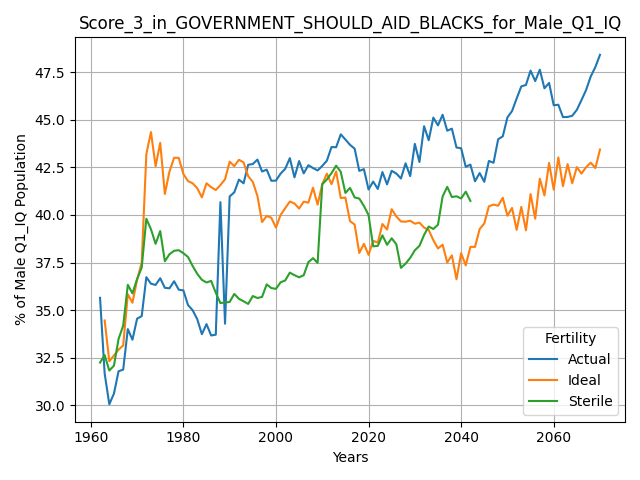 Score_3_in_GOVERNMENT_SHOULD_AID_BLACKS_for_Male_Q1_IQ
% of Male Q1_IQ Population
47.5
45.0
42.5
40.0
37.5
35.0
32.5
30.0
Fertility
Actual
Ideal
Sterile
1960 1980 2000 2020 2040 2060
Years